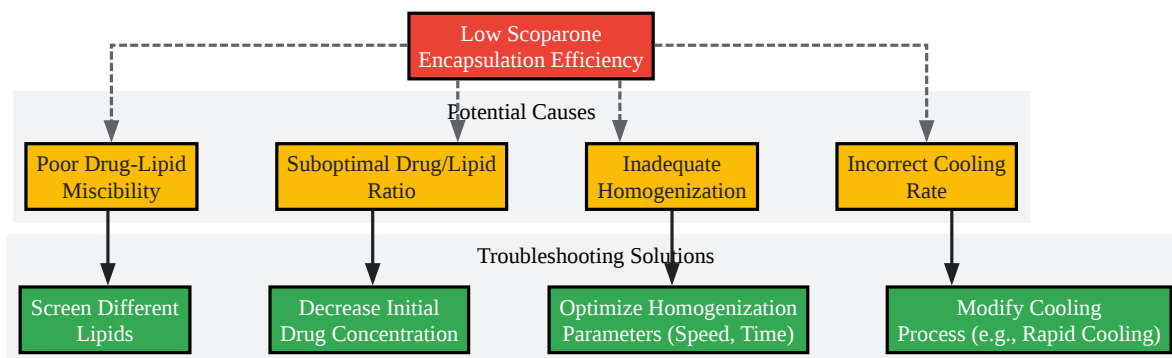 Low Scoparone
Encapsulation Efficiency
Potential Causes
Poor Drug-Lipid
Miscibility
Suboptimal Drug/Lipid
Ratio
Inadequate
Homogenization
Incorrect Cooling
Rate
Troubleshooting Solutions
Screen Different
Lipids
Decrease Initial
Drug Concentration
Optimize Homogenization
Parameters (Speed, Time)
Modify Cooling
Process (e.g., Rapid Cooling)